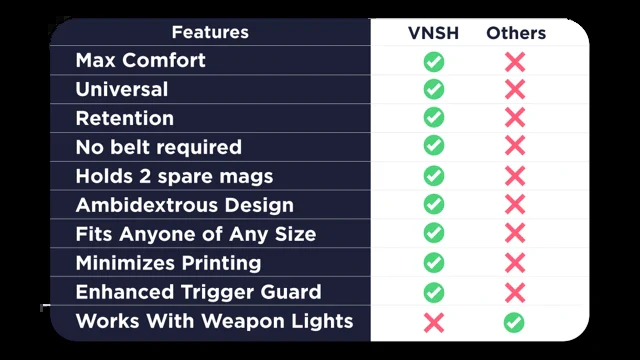 Features VNSH Others
Max Comfort
Universal
Retention
No belt required
Holds 2 spare mags
Ambidextrous Design
Fits Anyone of Any Size
Minimizes Printing
Enhanced Trigger Guard
Works With Weapon Lights